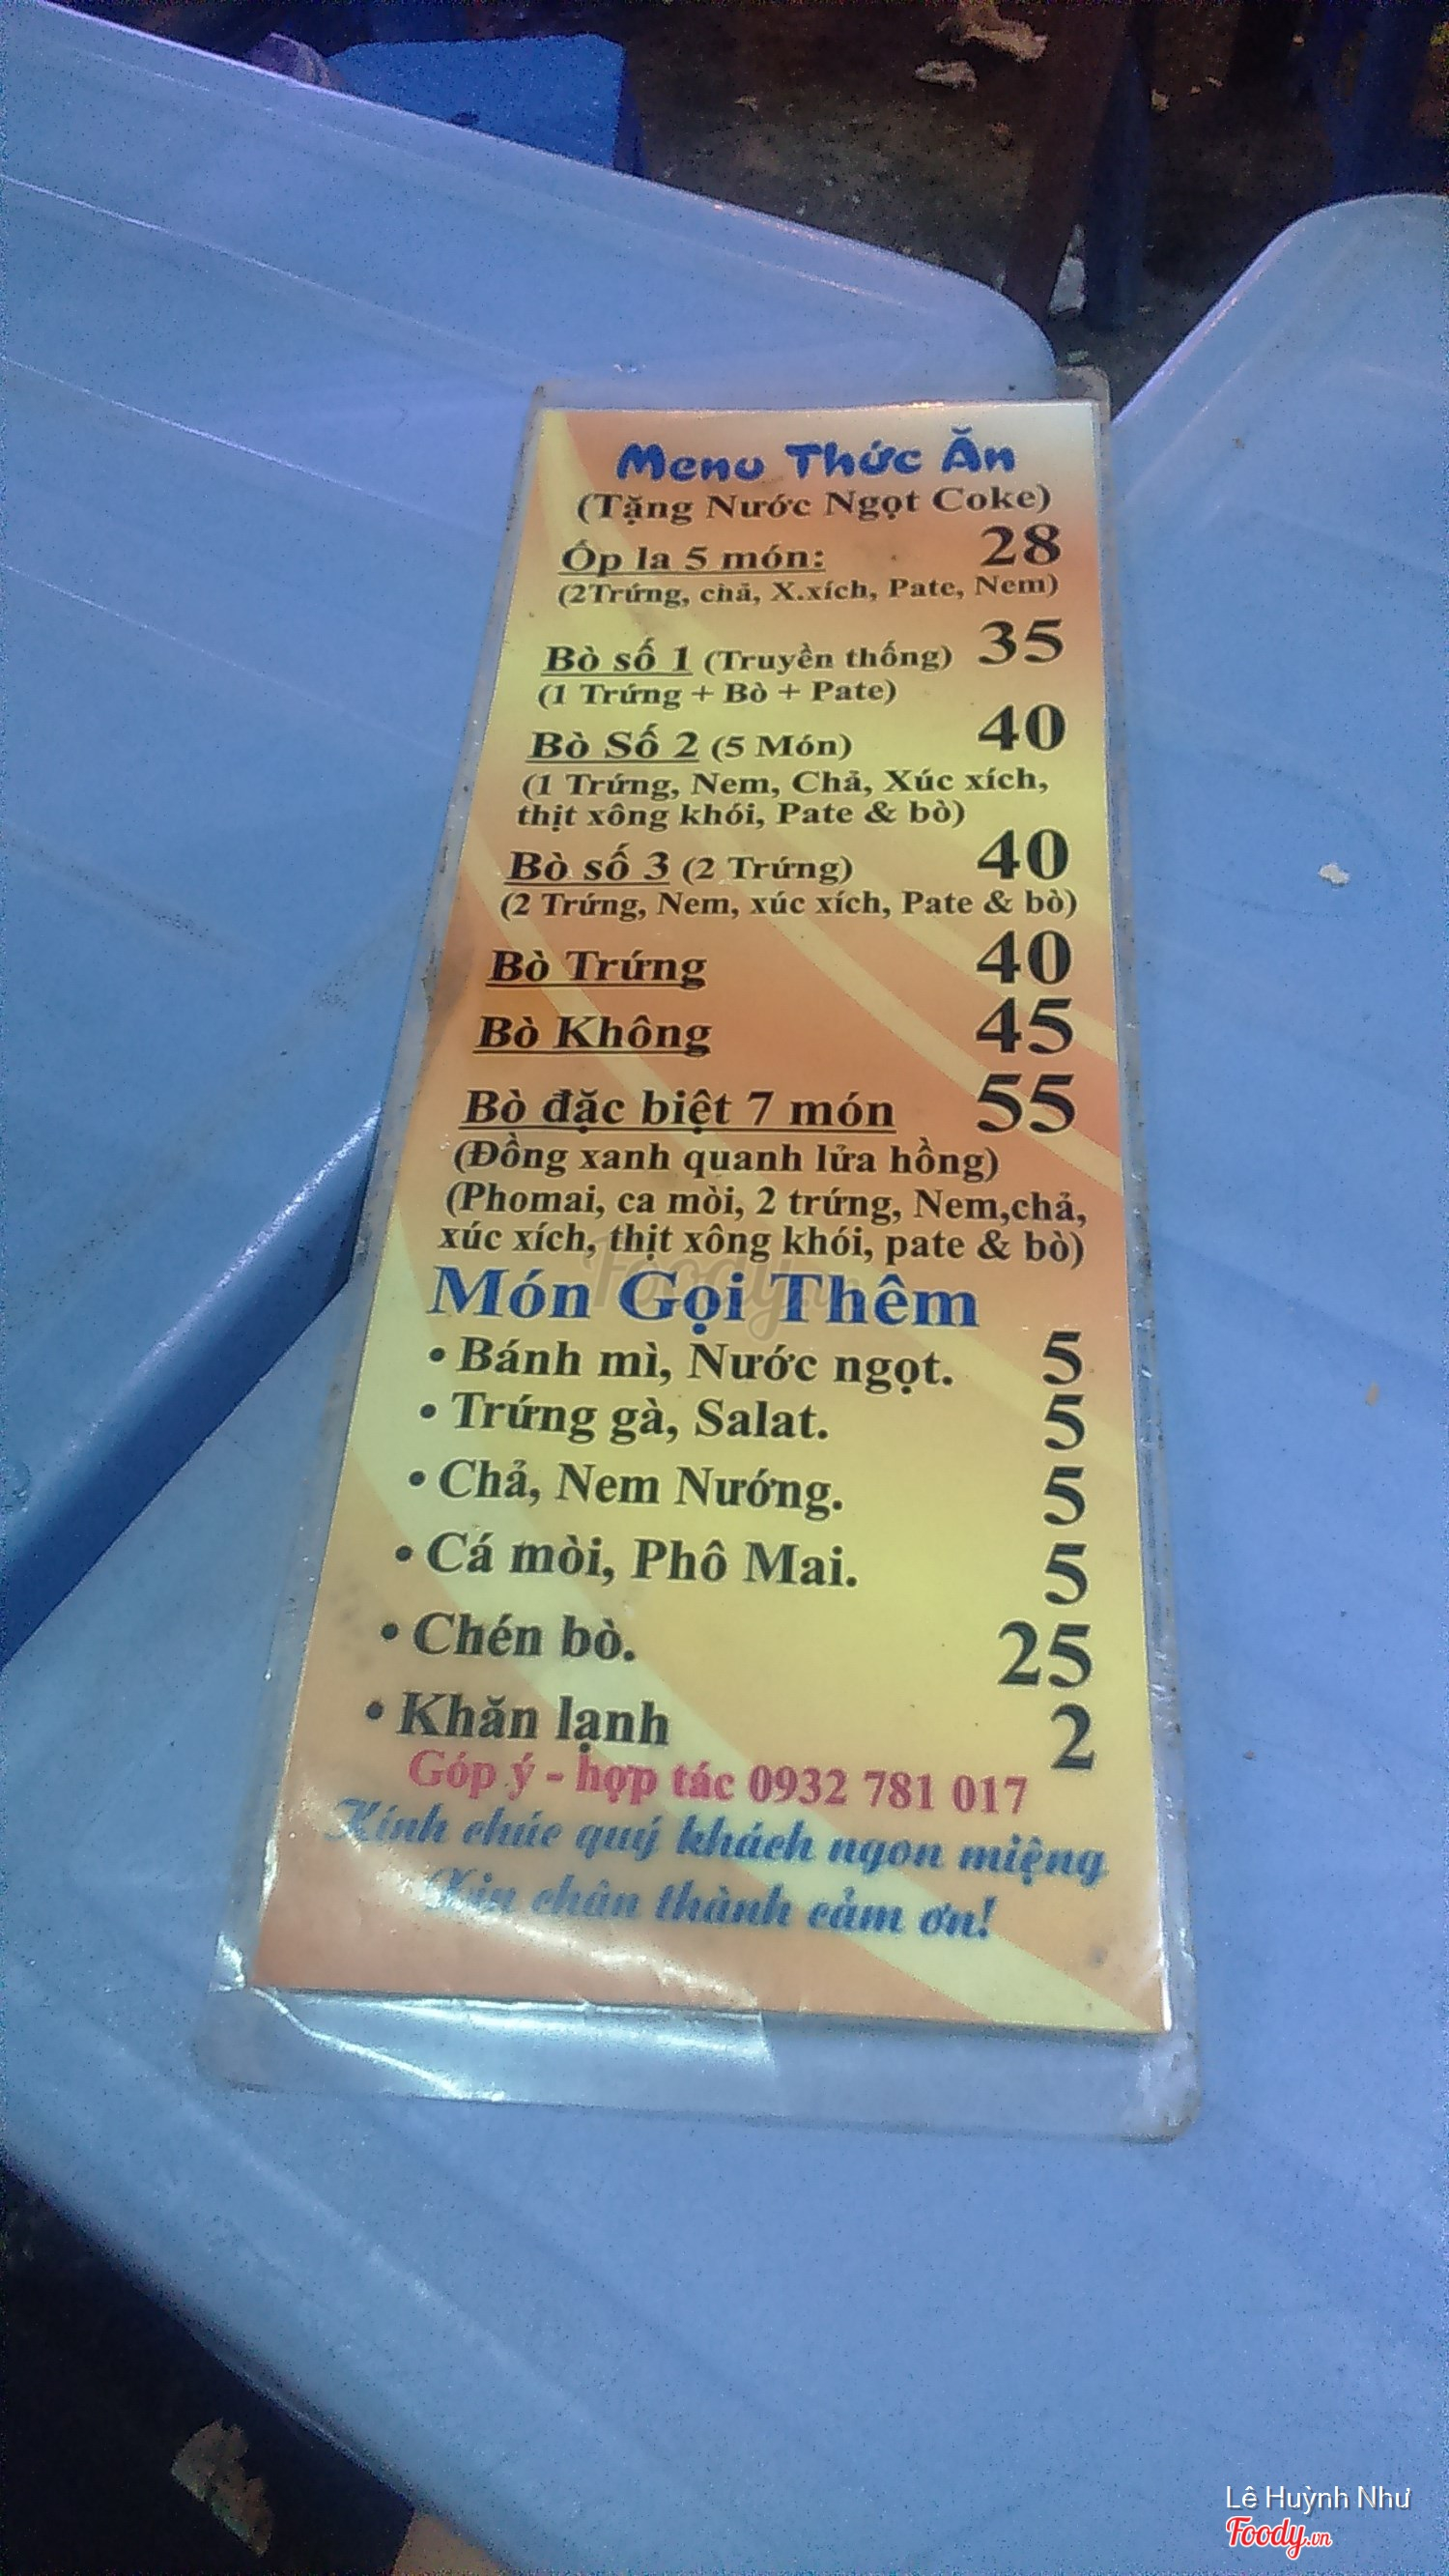 Menu Thức Ăn
(Tặng Nước Ngọt Coke)
Ốp la 5 món: 28
(2Trứng, chả, X.xích, Pate, Nem)
Bò số 1 (Truyền thống) 35
(1 Trứng + Bò + Pate)
Bò Số 2 (5 Món) 40
(1 Trứng, Nem, Chả, Xúc xích,
thịt xông khói, Pate & bò)
Bò số 3 (2 Trứng) 40
(2 Trứng, Nem, xúc xích, Pate & bò)
Bò Trứng 40
Bò Không 45
Bò đặc biệt 7 món 55
(Đồng xanh quanh lửa hồng)
(Phomai, ca mòi, 2 trứng, Nem,chả,
xúc xích, thịt xông khói, pate & bò)
Foody.vn
Món Gọi Thêm
• Bánh mì, Nước ngọt. 5
• Trứng gà, Salat. 5
• Chả, Nem Nướng. 5
• Cá mòi, Phô Mai. 5
• Chén bò. 25
• Khăn lạnh 2
Góp ý - hợp tác 0932 781 017
Kính chúc quý khách ngon miệng
Xin chân thành cảm ơn!
Lê Huỳnh Như
Foody.vn